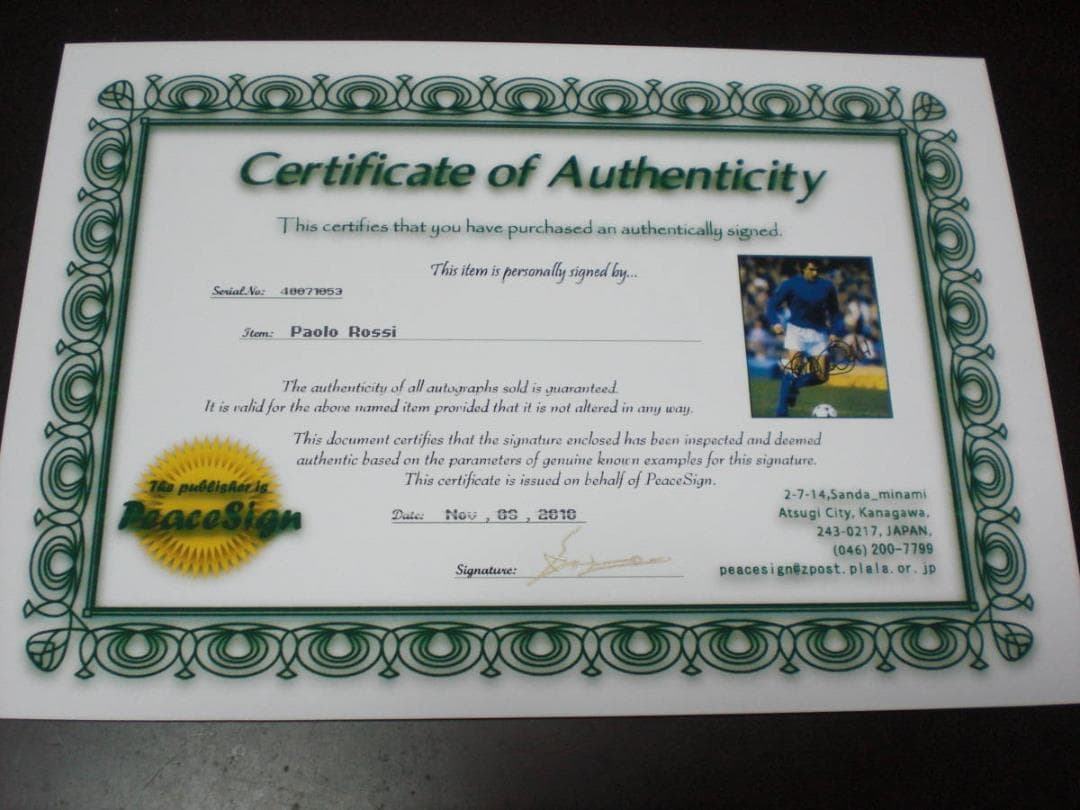 Certificate of Authenticity
This certifies that you have purchased an authentically signed.
This item is personally signed by...
Serial No: 40071053
Item: Paolo Rossi
The authenticity of all autographs sold is guaranteed.
It is valid for the above named item provided that it is not altered in any way.
This document certifies that the signature enclosed has been inspected and deemed
authentic based on the parameters of genuine known examples for this signature.
This certificate is issued on behalf of PeaceSign.
The publisher is
PeaceSign
Date: Nov , 03 , 2010
Signature:
2-7-14,Sanda_minami
Atsugi City, Kanagawa,
243-0217, JAPAN,
(046) 200-7799
peacesign@zpost.plala.or.jp